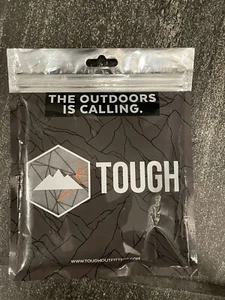 THE OUTDOORS
IS CALLING.
TOUGH